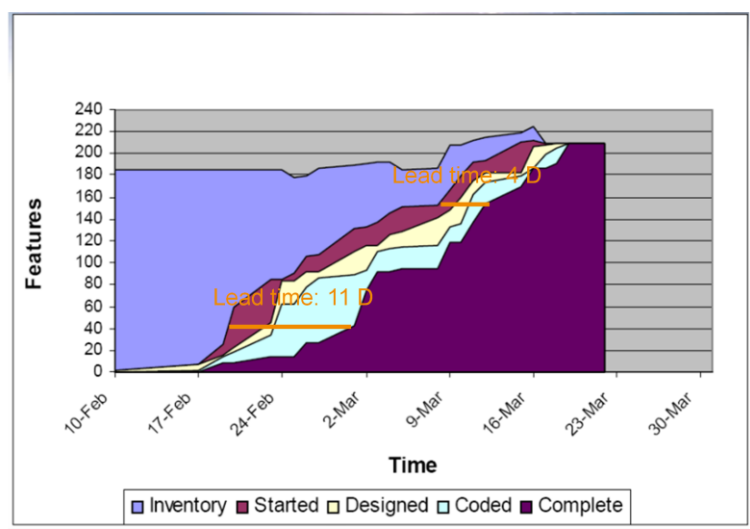 240
220
200
180
160
140
120
100
80
60
40
20
0
Features
Lead time: 4 D
Lead time: 11 D
10-Feb
17-Feb
24-Feb
2-Mar
9-Mar
16-Mar
23-Mar
30-Mar
Time
Inventory Started Designed Coded Complete